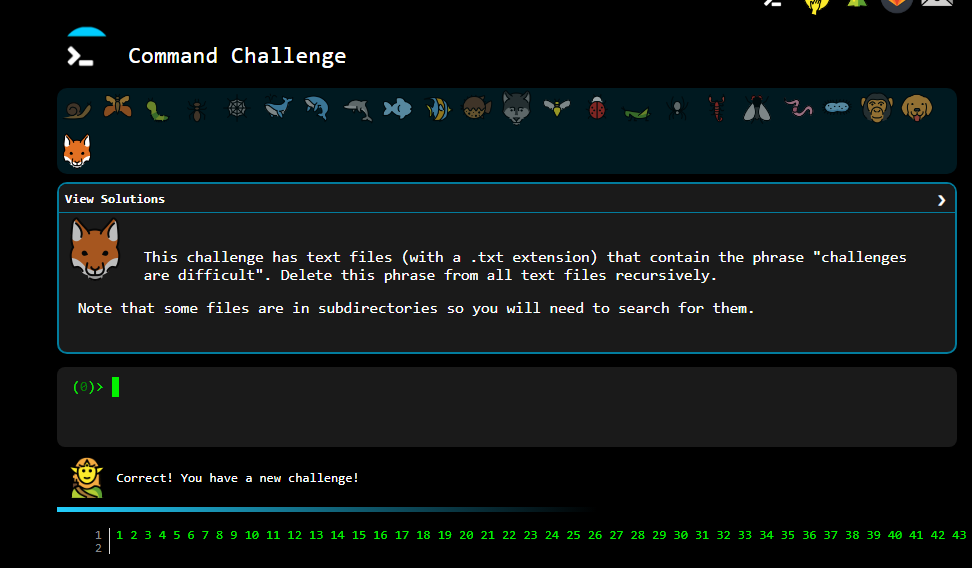 Command Challenge
View Solutions
This challenge has text files (with a .txt extension) that contain the phrase "challenges
are difficult". Delete this phrase from all text files recursively.
Note that some files are in subdirectories so you will need to search for them.
(0)>
Correct! You have a new challenge!
1 1 2 3 4 5 6 7 8 9 10 11 12 13 14 15 16 17 18 19 20 21 22 23 24 25 26 27 28 29 30 31 32 33 34 35 36 37 38 39 40 41 42 43
2